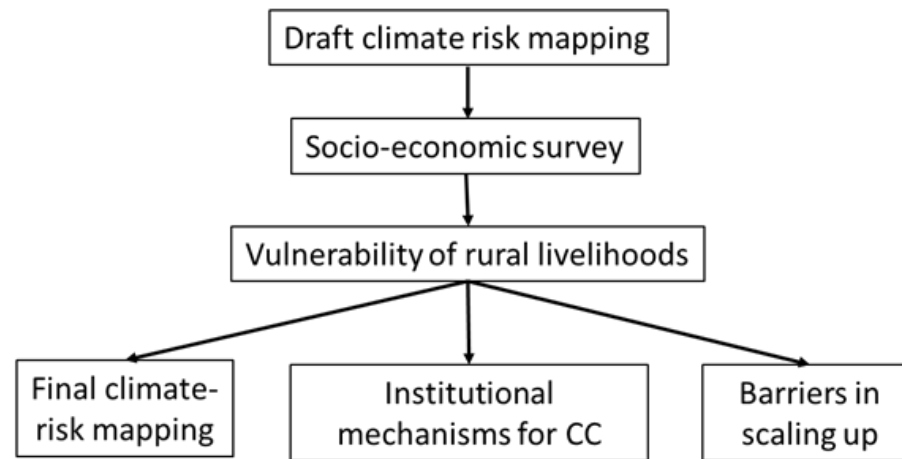 Draft climate risk mapping
Socio-economic survey
Vulnerability of rural livelihoods
Final climate-
risk mapping
Institutional
mechanisms for CC
Barriers in
scaling up